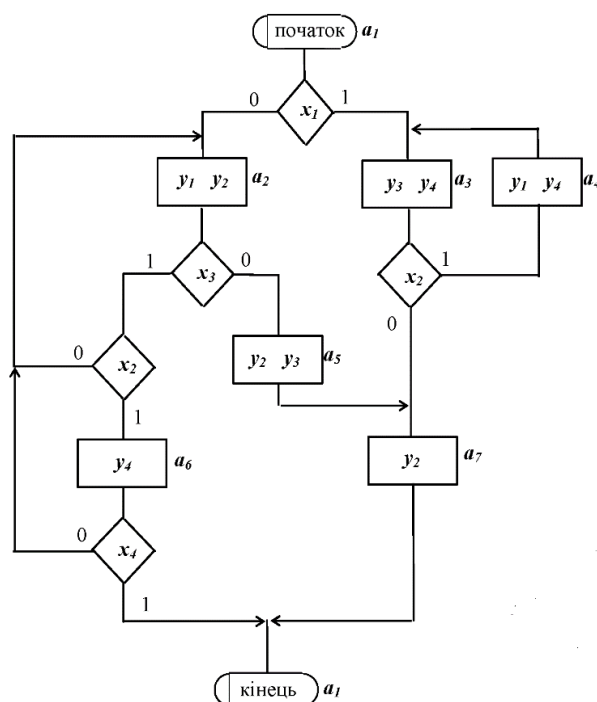 початок a1
0 x1 1
y1 y2 a2
y3 y4 a3
y1 y4
1 x3 0
x2 1
0
0 x2
1
y2 y3 a5
y4 a6
y2 a7
0 x4
1
кінець a1